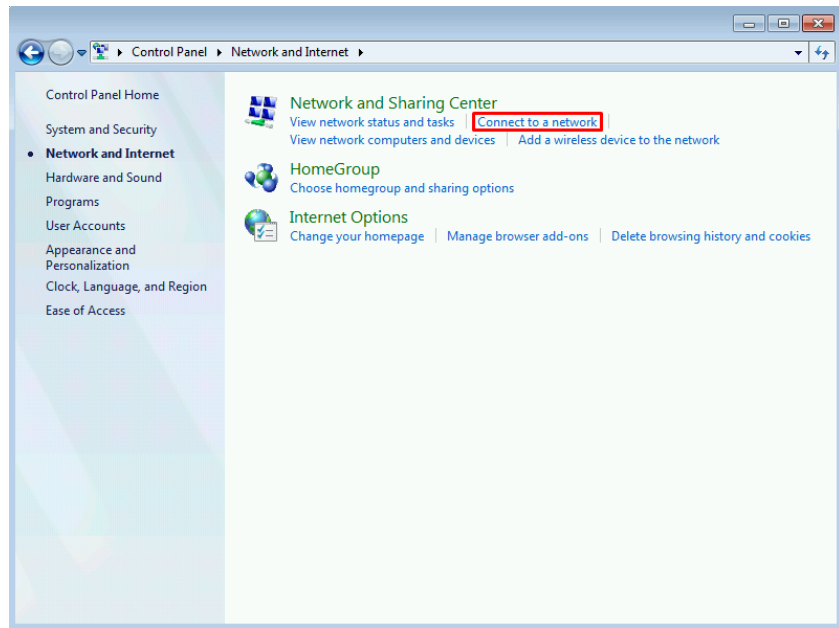 Control Panel Network and Internet
Control Panel Home
System and Security
Network and Internet
Hardware and Sound
Programs
User Accounts
Appearance and
Personalization
Clock, Language, and Region
Ease of Access
Network and Sharing Center
View network status and tasks Connect to a network
View network computers and devices Add a wireless device to the network
HomeGroup
Choose homegroup and sharing options
Internet Options
Change your homepage Manage browser add-ons Delete browsing history and cookies